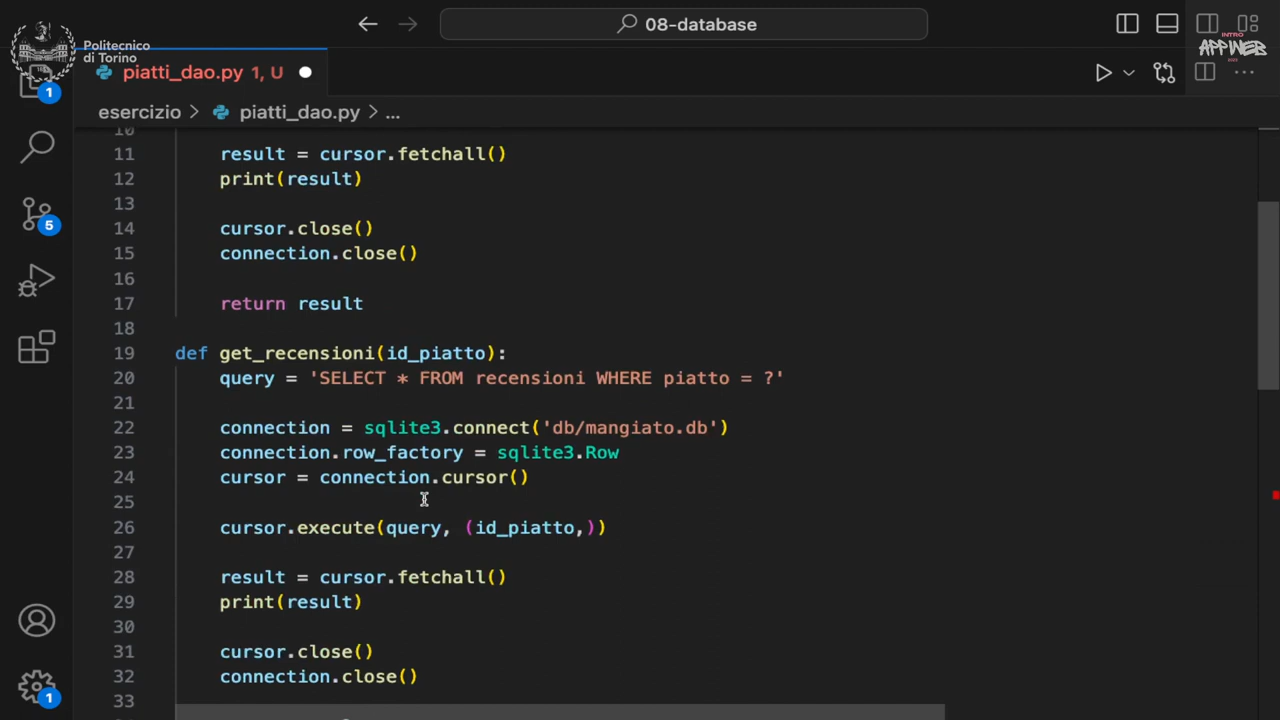 08-database
Politecnico
di Torino
INTRO
APPWEB
piatti_dao.py 1, U
1
esercizio > piatti_dao.py > ...
10
11 result = cursor.fetchall()
12 print(result)
13
14 cursor.close()
5
15 connection.close()
16
17 return result
18
19 def get_recensioni(id_piatto):
20 query = 'SELECT * FROM recensioni WHERE piatto = ?'
21
22 connection = sqlite3.connect('db/mangiato.db')
23 connection.row_factory = sqlite3.Row
24 cursor = connection.cursor()
25
26 cursor.execute(query, (id_piatto,))
27
28 result = cursor.fetchall()
29 print(result)
30
31 cursor.close()
32 connection.close()
1
33